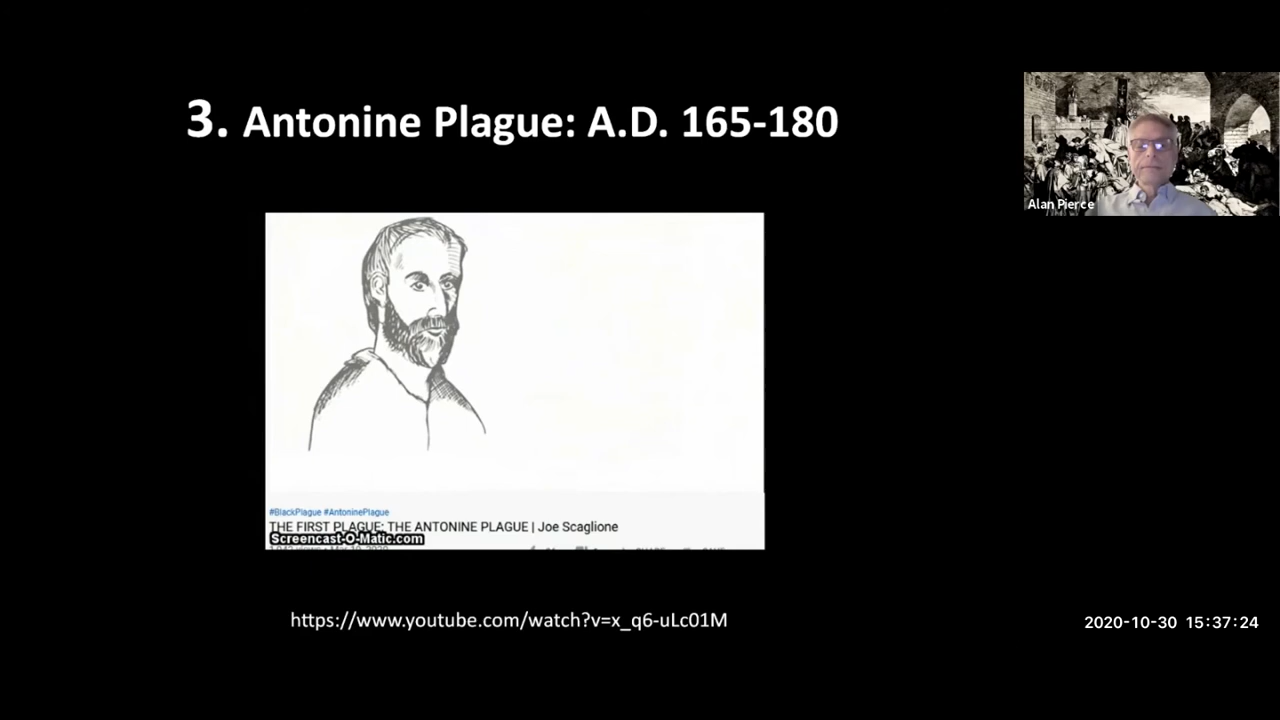 3. Antonine Plague: A.D. 165-180
Alan Pierce
#BlackPlague #AntoninePlague
THE FIRST PLAGUE: THE ANTONINE PLAGUE | Joe Scaglione
Screencast-O-Matic.com
https://www.youtube.com/watch?v=x_q6-uLc01M
2020-10-30 15:37:24